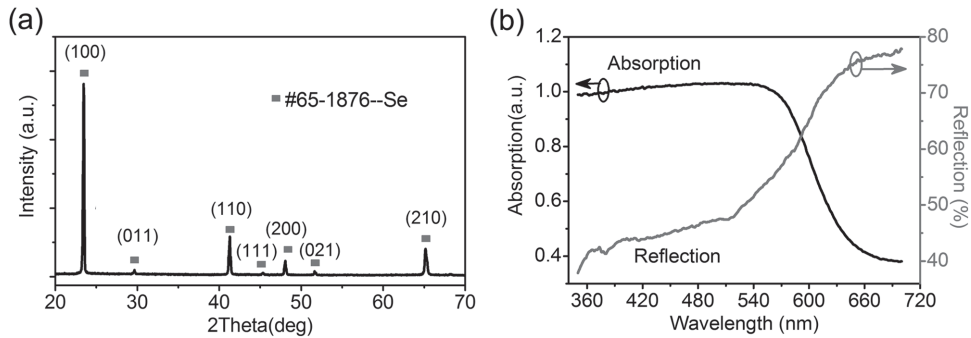 (a)
(100)
#65-1876--Se
(011)
(110)
(111)
(200)
(021)
(210)
Intensity (a.u.)
20 30 40 50 60 70
2Theta(deg)
(b)
1.2
1.0
0.8
0.6
0.4
Absorption(a.u.)
Absorption
Reflection
80
70
60
50
40
Reflection (%)
360 420 480 540 600 660 720
Wavelength (nm)